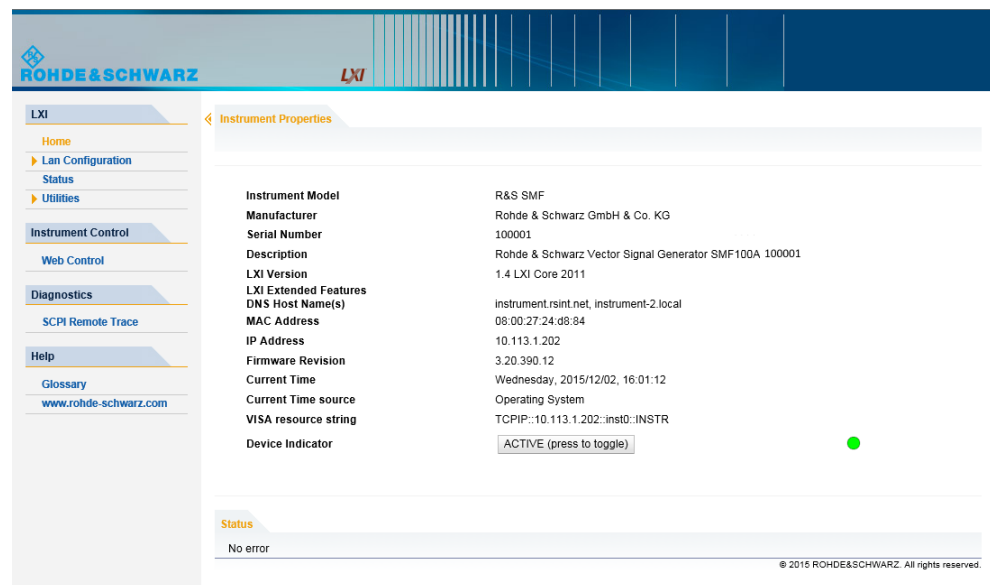 ROHDE&SCHWARZ
LXI
LXI
Home
Lan Configuration
Status
Utilities
Instrument Control
Web Control
Diagnostics
SCPI Remote Trace
Help
Glossary
www.rohde-schwarz.com
Instrument Properties
Instrument Model R&S SMF
Manufacturer Rohde & Schwarz GmbH & Co. KG
Serial Number 100001
Description Rohde & Schwarz Vector Signal Generator SMF100A 100001
LXI Version 1.4 LXI Core 2011
LXI Extended Features
DNS Host Name(s) instrument.rsint.net, instrument-2.local
MAC Address 08:00:27:24:d8:84
IP Address 10.113.1.202
Firmware Revision 3.20.390.12
Current Time Wednesday, 2015/12/02, 16:01:12
Current Time source Operating System
VISA resource string TCPIP::10.113.1.202::inst0::INSTR
Device Indicator ACTIVE (press to toggle)
Status
No error
© 2015 ROHDE&SCHWARZ. All rights reserved.